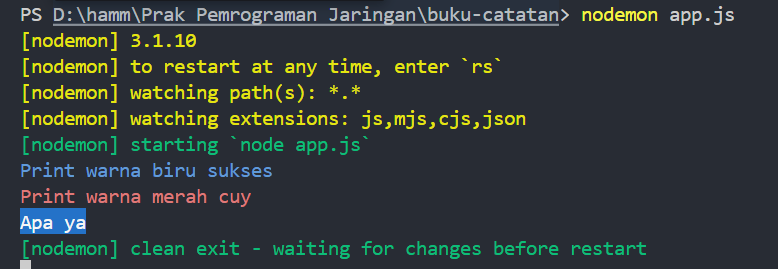 PS D:\hamm\Prak Pemrograman Jaringan\buku-catatan> nodemon app.js
[nodemon] 3.1.10
[nodemon] to restart at any time, enter `rs`
[nodemon] watching path(s): *.*
[nodemon] watching extensions: js,mjs,cjs,json
[nodemon] starting `node app.js`
Print warna biru sukses
Print warna merah cuy
Apa ya
[nodemon] clean exit - waiting for changes before restart